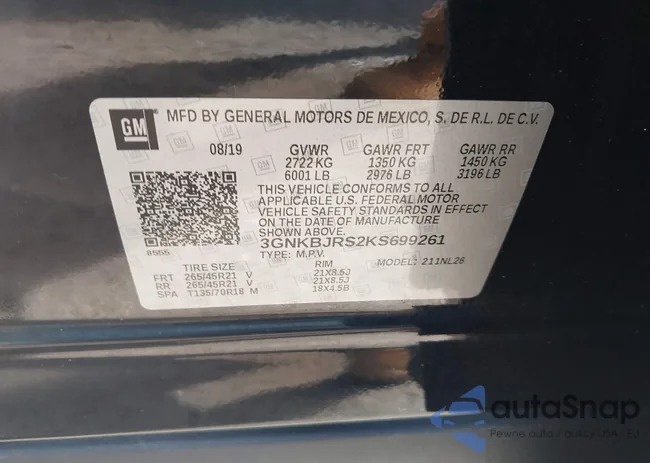 GM
MFD BY GENERAL MOTORS DE MEXICO, S. DE R.L. DE C.V.
08/19 GVWR GAWR FRT GAWR RR
2722 KG 1350 KG 1450 KG
6001 LB 2976 LB 3196 LB
THIS VEHICLE CONFORMS TO ALL
APPLICABLE U.S. FEDERAL MOTOR
VEHICLE SAFETY STANDARDS IN EFFECT
ON THE DATE OF MANUFACTURE
SHOWN ABOVE.
3GNKBJRS2KS699261
8555 TYPE: M.P.V. MODEL: 211NL26
TIRE SIZE RIM
FRT 265/45R21 V 21X8.5J
RR 265/45R21 V 21X8.5J
SPA T135/70R18 M 18X4.5B
autoSnap